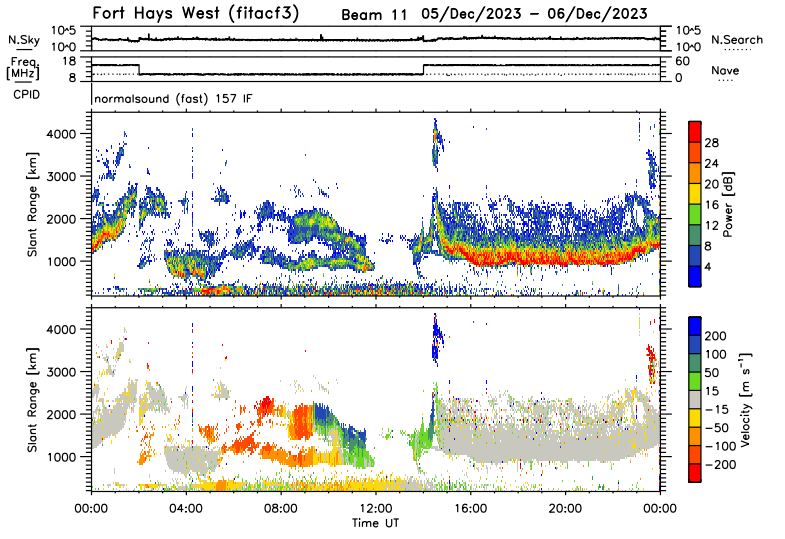 Fort Hays West (fitacf3) Beam 11 05/Dec/2023 - 06/Dec/2023
N.Sky 10^5 10^0 10^5 10^0 N.Search
Freq. [MHz] 18 8 60 0 Nave
CPID normalsound (fast) 157 IF
Slant Range [km] 4000 3000 2000 1000
Power [dB] 28 24 20 16 12 8 4
Slant Range [km] 4000 3000 2000 1000
Velocity [m s⁻¹] 200 100 50 15 -15 -50 -100 -200
00:00 04:00 08:00 12:00 16:00 20:00 00:00
Time UT